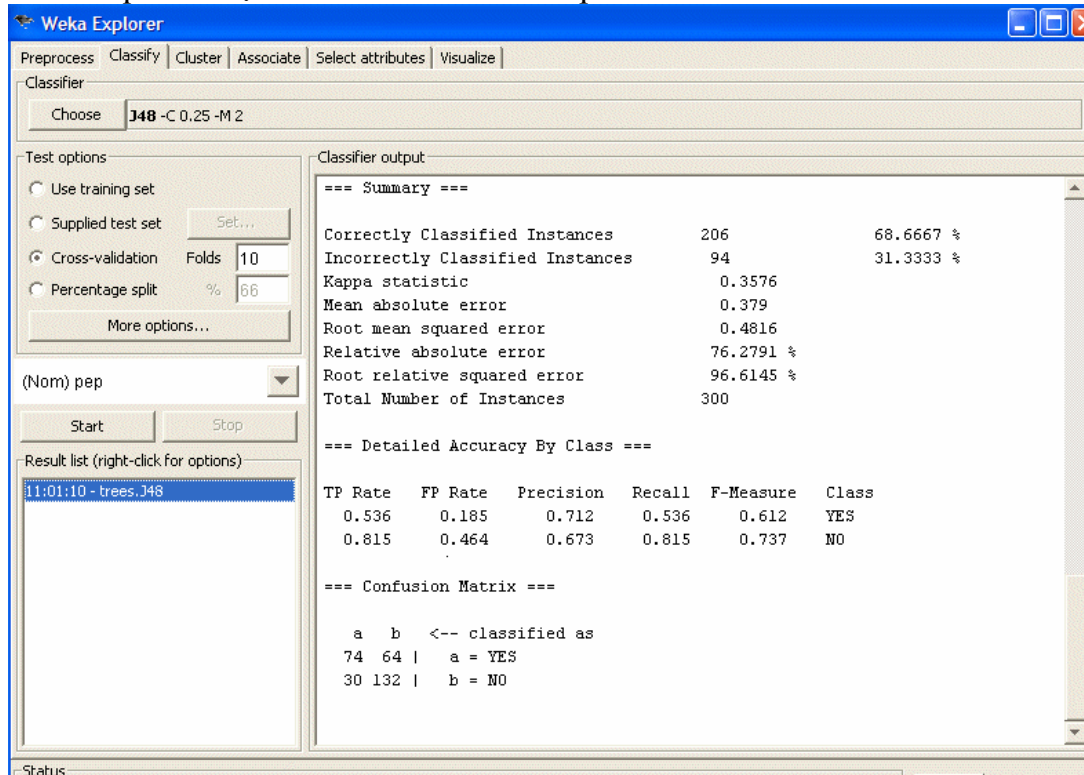 Weka Explorer
Preprocess Classify Cluster Associate Select attributes Visualize
Classifier
Choose J48 -C 0.25 -M 2
Test options
Use training set
Supplied test set Set...
Cross-validation Folds 10
Percentage split % 66
More options...
(Nom) pep
Start Stop
Result list (right-click for options)
11:01:10 - trees.J48
Classifier output
=== Summary ===
Correctly Classified Instances 206 68.6667 %
Incorrectly Classified Instances 94 31.3333 %
Kappa statistic 0.3576
Mean absolute error 0.379
Root mean squared error 0.4816
Relative absolute error 76.2791 %
Root relative squared error 96.6145 %
Total Number of Instances 300
=== Detailed Accuracy By Class ===
TP Rate FP Rate Precision Recall F-Measure Class
0.536 0.185 0.712 0.536 0.612 YES
0.815 0.464 0.673 0.815 0.737 NO
=== Confusion Matrix ===
a b <-- classified as
74 64 | a = YES
30 132 | b = NO
Status